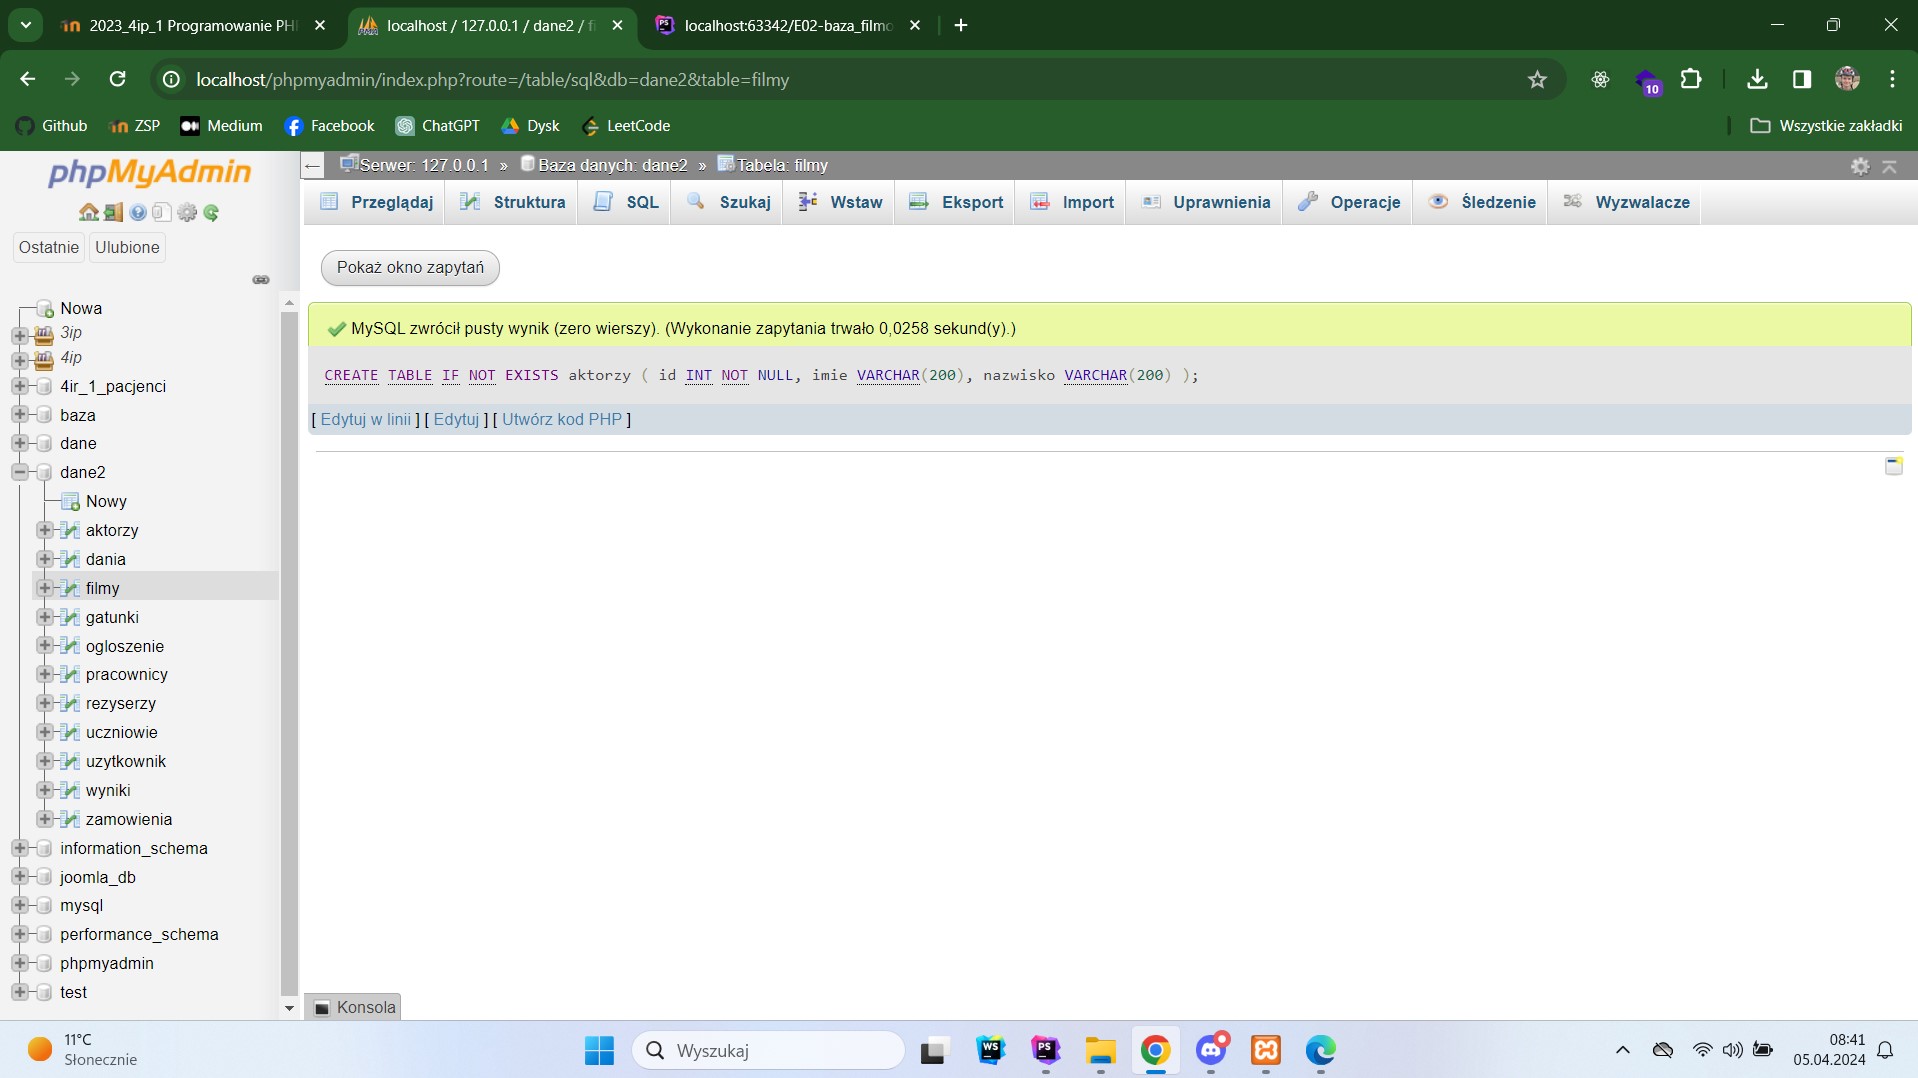 2023_4ip_1 Programowanie PH
localhost / 127.0.0.1 / dane2 / fi
localhost:63342/E02-baza_filmo
localhost/phpmyadmin/index.php?route=/table/sql&db=dane2&table=filmy
10
Github
ZSP
Medium
Facebook
ChatGPT
Dysk
LeetCode
Wszystkie zakładki
phpMyAdmin
Serwer: 127.0.0.1 » Baza danych: dane2 » Tabela: filmy
Przeglądaj
Struktura
SQL
Szukaj
Wstaw
Eksport
Import
Uprawnienia
Operacje
Śledzenie
Wyzwalacze
Ostatnie
Ulubione
Nowa
3ip
4ip
4ir_1_pacjenci
baza
dane
dane2
Nowy
aktorzy
dania
filmy
gatunki
ogloszenie
pracownicy
rezyserzy
uczniowie
uzytkownik
wyniki
zamowienia
information_schema
joomla_db
mysql
performance_schema
phpmyadmin
test
Pokaż okno zapytań
MySQL zwrócił pusty wynik (zero wierszy). (Wykonanie zapytania trwało 0,0258 sekund(y).)
CREATE TABLE IF NOT EXISTS aktorzy ( id INT NOT NULL, imie VARCHAR(200), nazwisko VARCHAR(200) );
[ Edytuj w linii ] [ Edytuj ] [ Utwórz kod PHP ]
Konsola
11°C
Słonecznie
Wyszukaj
WS
PS
08:41
05.04.2024